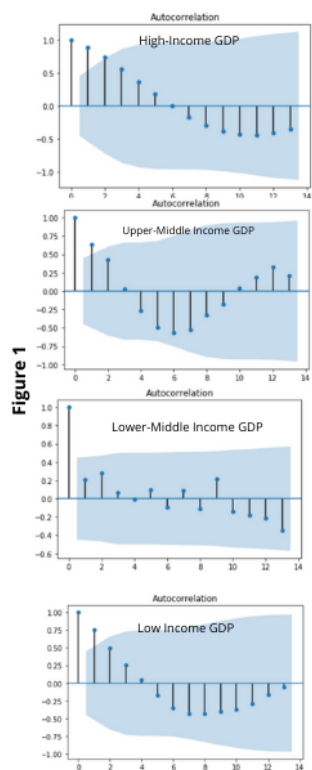 Figure 1
Autocorrelation
High-Income GDP
1.0
0.5
0.0
−0.5
−1.0
0 2 4 6 8 10 12 14
Autocorrelation
Upper-Middle Income GDP
1.00
0.75
0.50
0.25
0.00
−0.25
−0.50
−0.75
−1.00
0 2 4 6 8 10 12 14
Autocorrelation
Lower-Middle Income GDP
1.0
0.8
0.6
0.4
0.2
0.0
−0.2
−0.4
−0.6
0 2 4 6 8 10 12 14
Autocorrelation
Low Income GDP
1.00
0.75
0.50
0.25
0.00
−0.25
−0.50
−0.75
−1.00
0 2 4 6 8 10 12 14